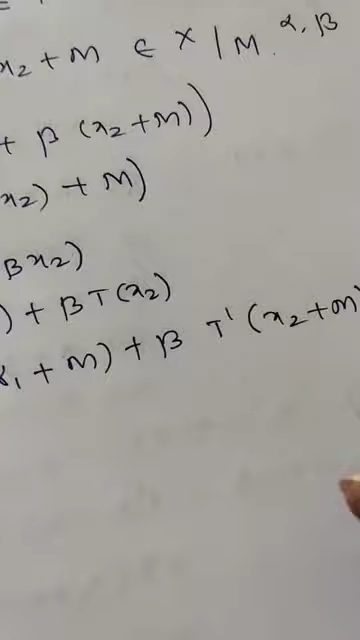 x2 + M ∈ X | M. α, β
+ β (x2 + M))
x2) + M)
βx2)
) + β T(x2)
x1 + M) + β T' (x2 + M)